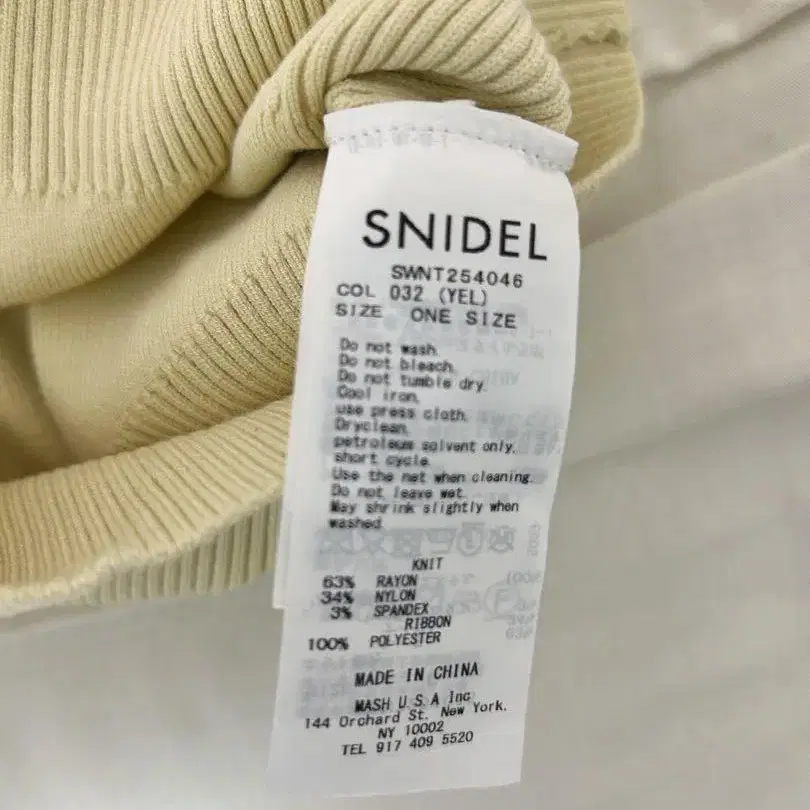 SNIDEL
SWNT254046
COL 032 (YEL)
SIZE ONE SIZE
Do not wash.
Do not bleach.
Do not tumble dry.
Cool iron.
use press cloth.
Dryclean.
petroleum solvent only.
short cycle.
Use the net when cleaning.
Do not leave wet.
May shrink slightly when
washed.
KNIT
63% RAYON
34% NYLON
3% SPANDEX
RIBBON
100% POLYESTER
MADE IN CHINA
MASH U.S.A Inc
144 Orchard St. New York.
NY 10002
TEL 917 409 5520